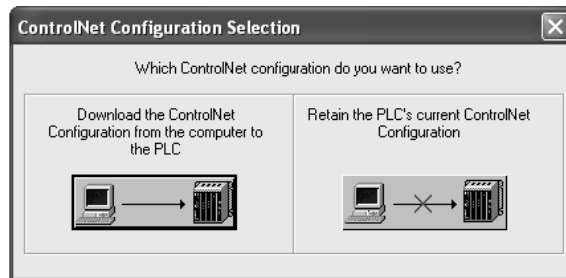 ControlNet Configuration Selection
Which ControlNet configuration do you want to use?
Download the ControlNet
Configuration from the computer to
the PLC
Retain the PLC's current ControlNet
Configuration